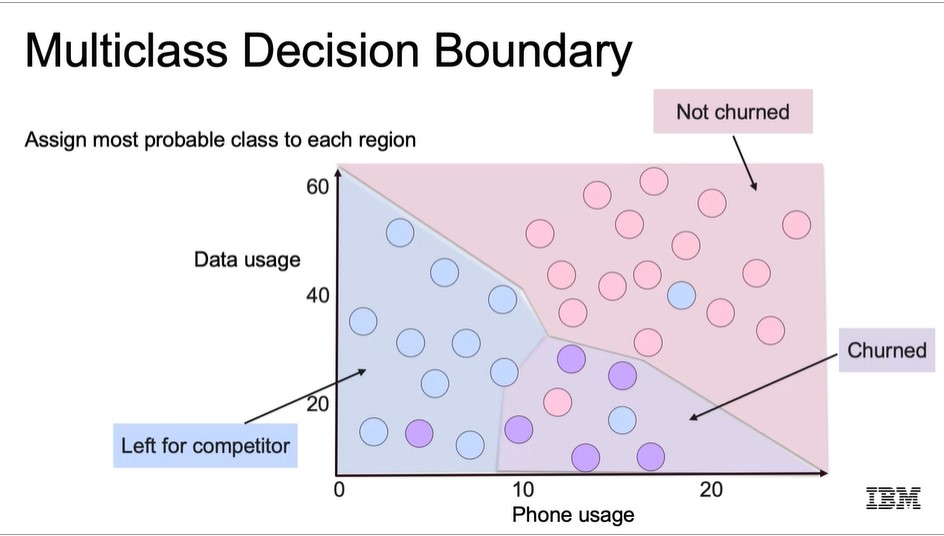 Multiclass Decision Boundary
Not churned
Assign most probable class to each region
60
Data usage
40
Churned
20
Left for competitor
0
10
20
Phone usage
IBM